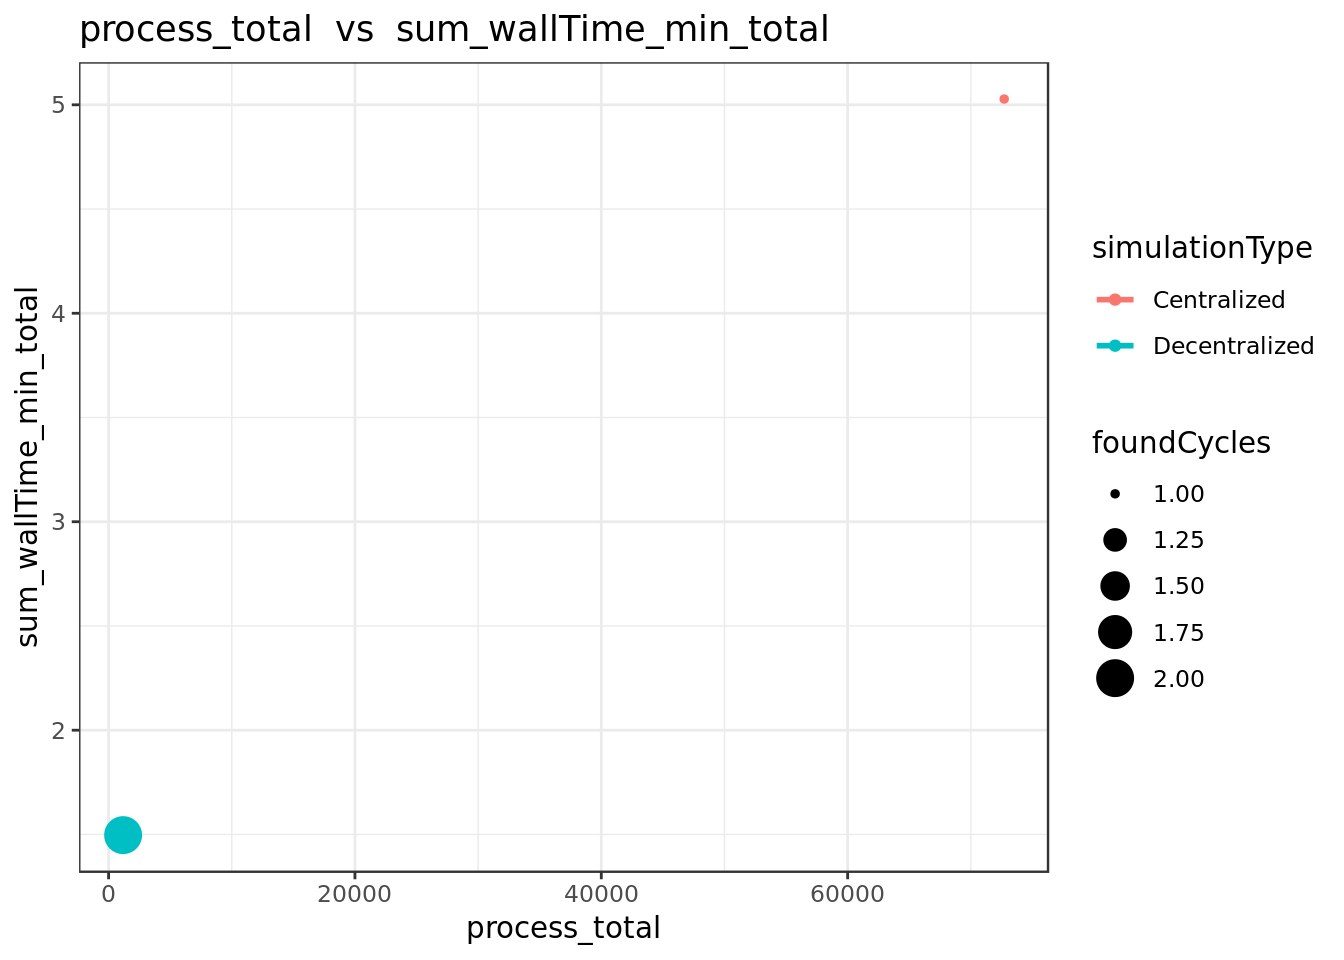 process_total  vs  sum_wallTime_min_total
sum_wallTime_min_total
5
4
3
2
0
20000
40000
60000
process_total
simulationType
Centralized
Decentralized
foundCycles
1.00
1.25
1.50
1.75
2.00